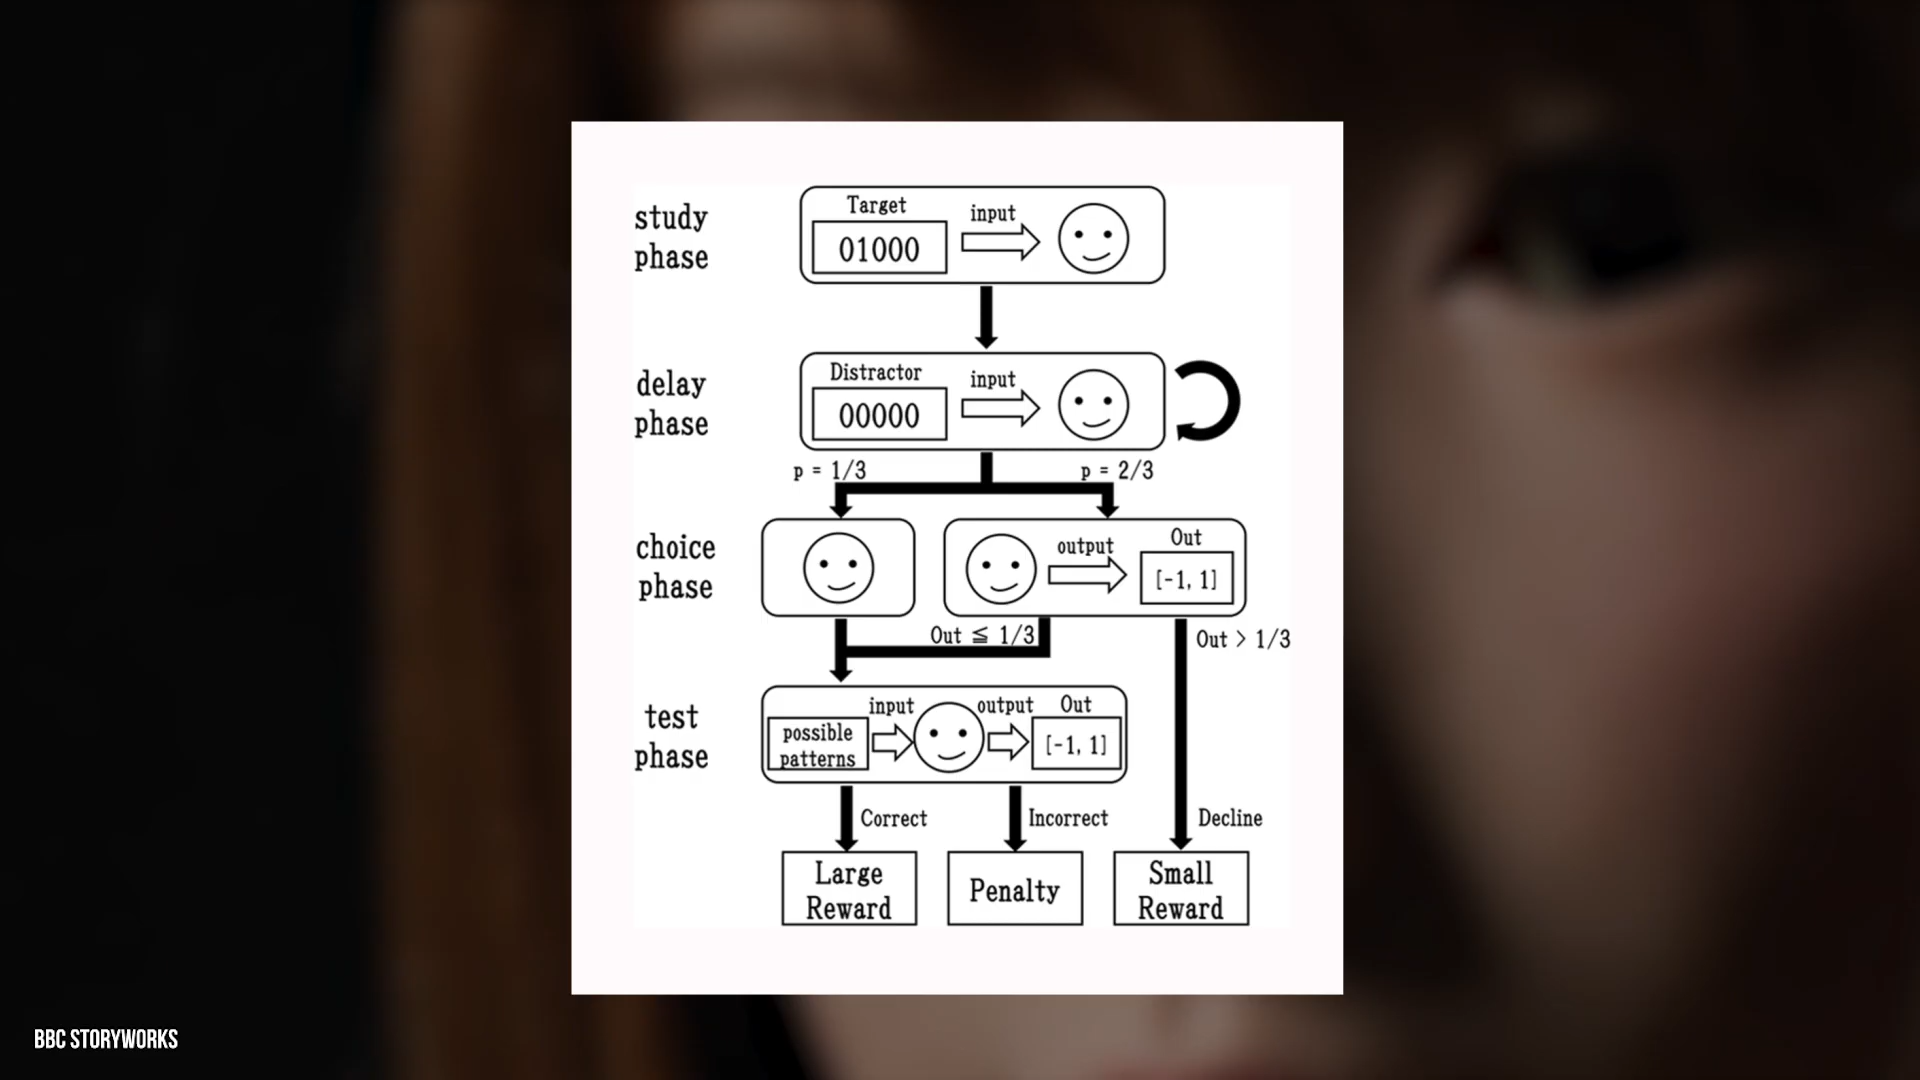 study
phase
Target
01000
input
delay
phase
Distractor
00000
input
p = 1/3
p = 2/3
choice
phase
output
Out
[-1, 1]
Out ≦ 1/3
Out > 1/3
test
phase
possible
patterns
input
output
Out
[-1, 1]
Correct
Incorrect
Decline
Large
Reward
Penalty
Small
Reward
BBC STORYWORKS